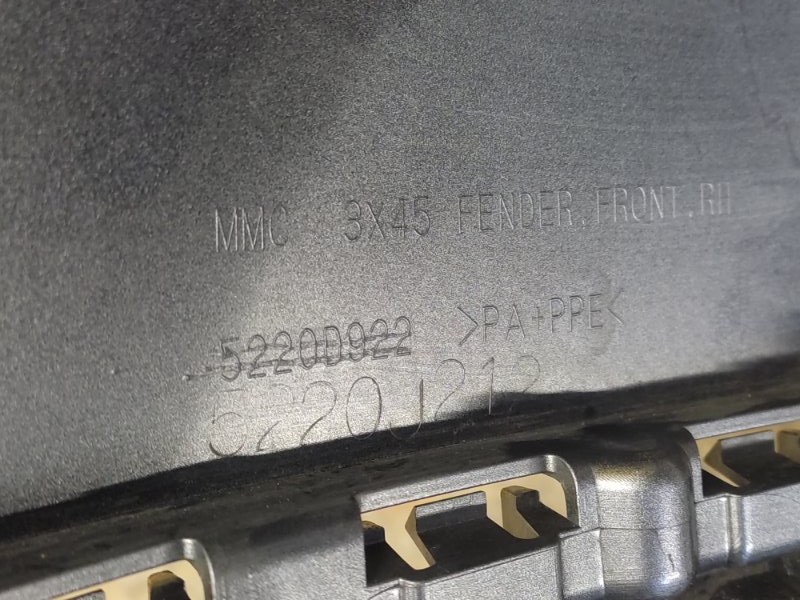 MMC 3X45 FENDER.FRONT.RH
5220D922 >PA+PPE<
5220J212